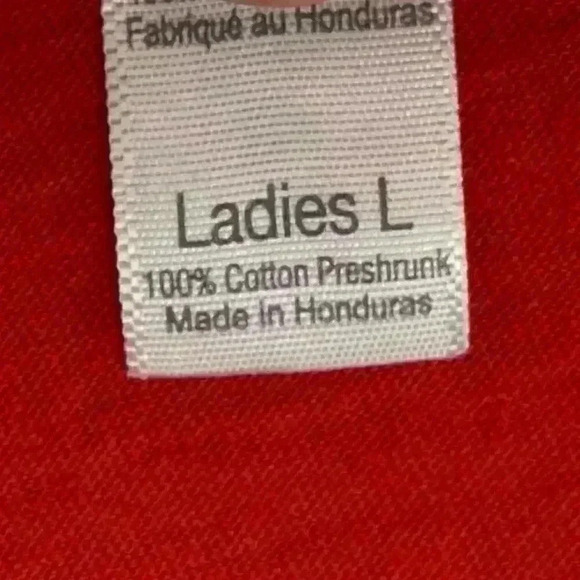 Fabriqué au Honduras
Ladies L
100% Cotton Preshrunk
Made in Honduras